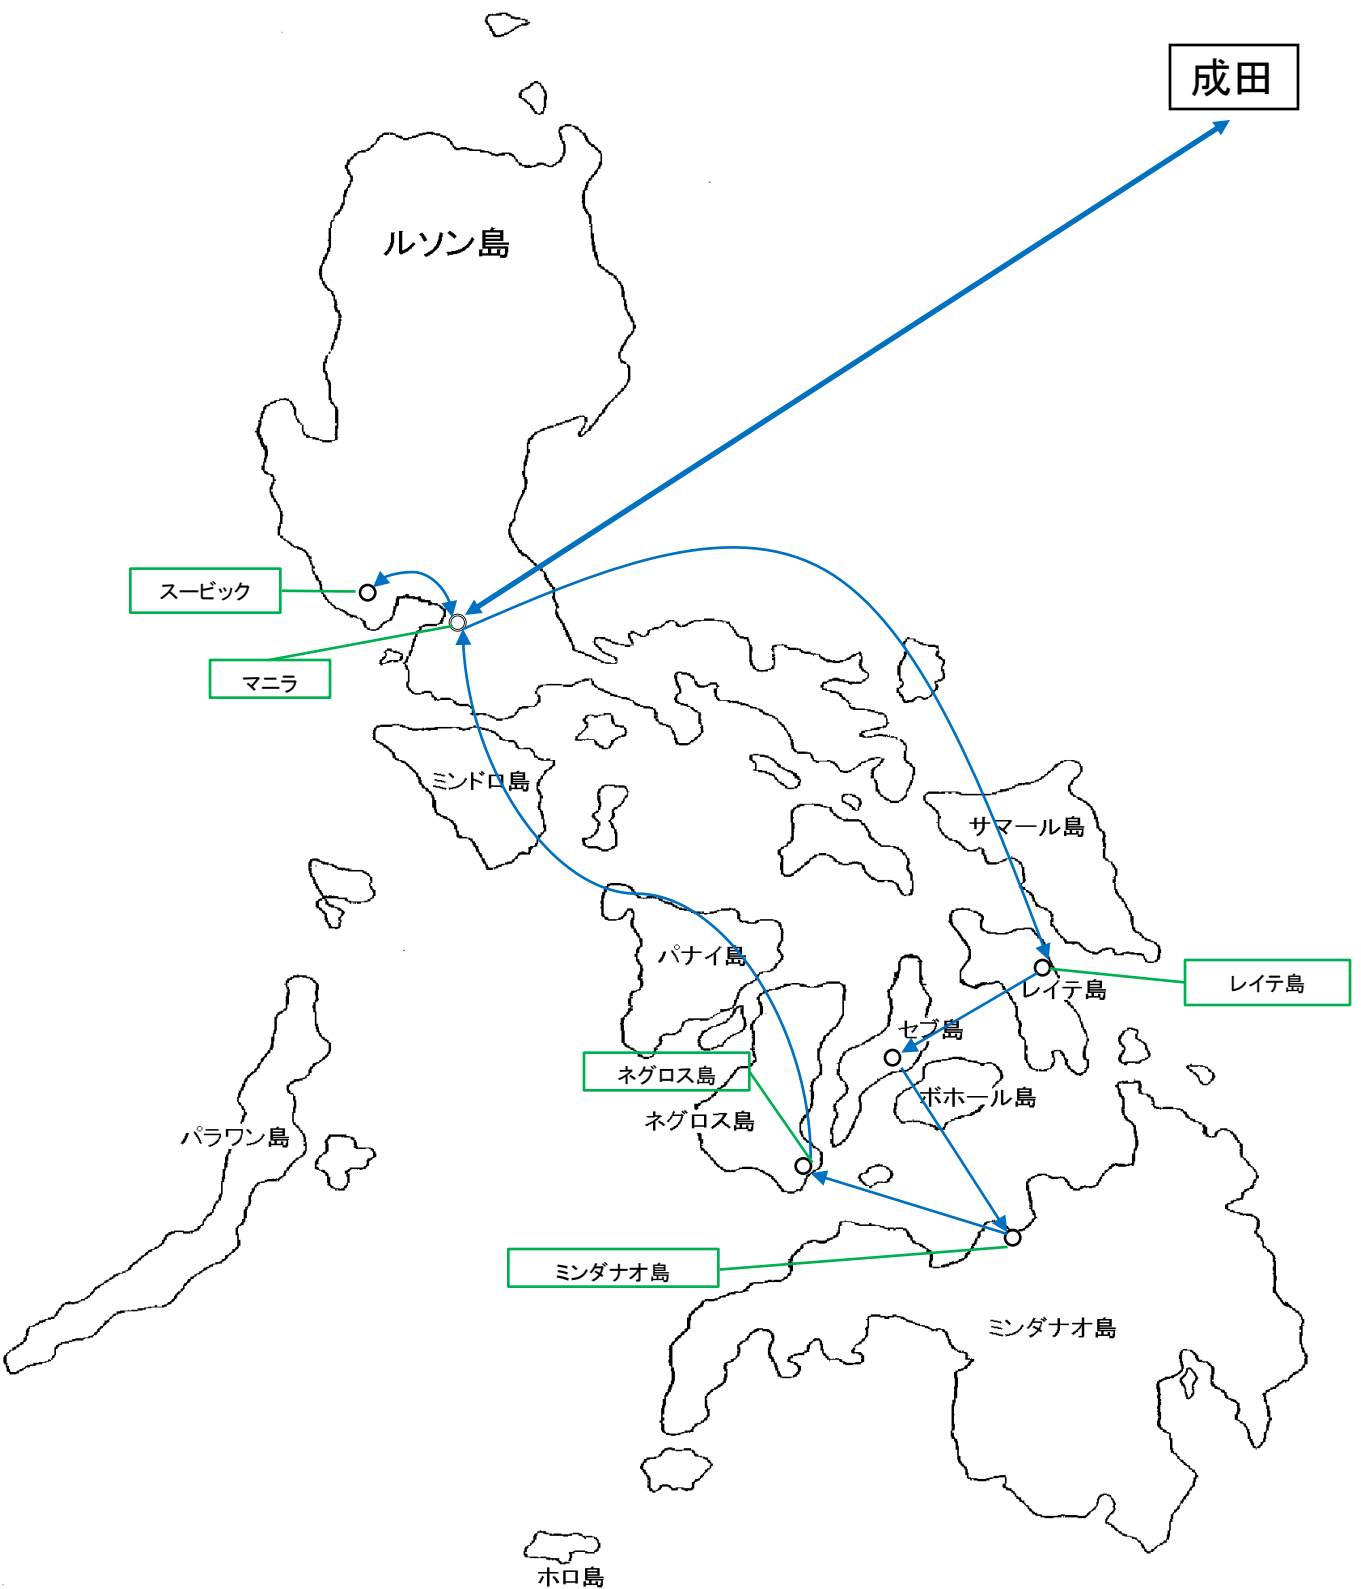 成田
ルソン島
スービック
マニラ
ミンドロ島
サマール島
パナイ島
レイテ島
レイテ島
セブ島
ネグロス島
ボホール島
ネグロス島
パラワン島
ミンダナオ島
ミンダナオ島
ホロ島